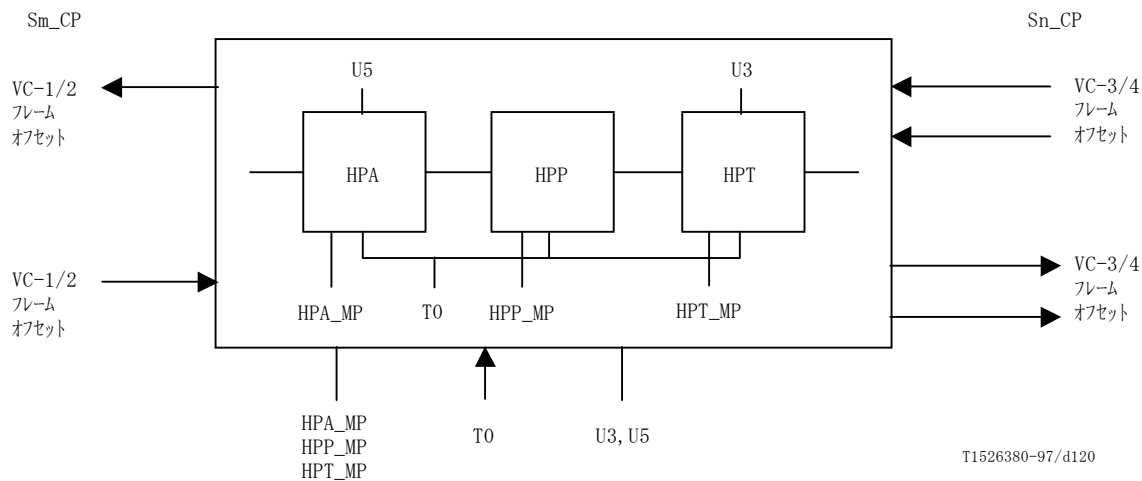 Sm_CP
Sn_CP
U5
U3
VC-1/2
フレーム
オフセット
VC-3/4
フレーム
オフセット
HPA
HPP
HPT
VC-1/2
フレーム
オフセット
VC-3/4
フレーム
オフセット
HPA_MP
T0
HPP_MP
HPT_MP
HPA_MP
HPP_MP
HPT_MP
T0
U3,U5
T1526380-97/d120